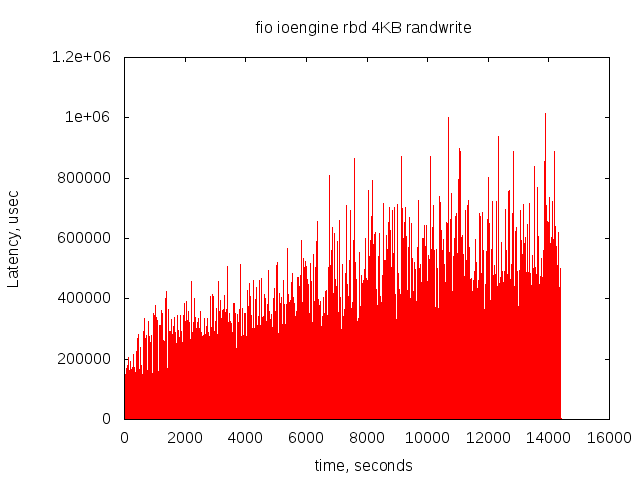 fio ioengine rbd 4KB randwrite
1.2e+06
1e+06
800000
600000
400000
200000
0
Latency, usec
0 2000 4000 6000 8000 10000 12000 14000 16000
time, seconds